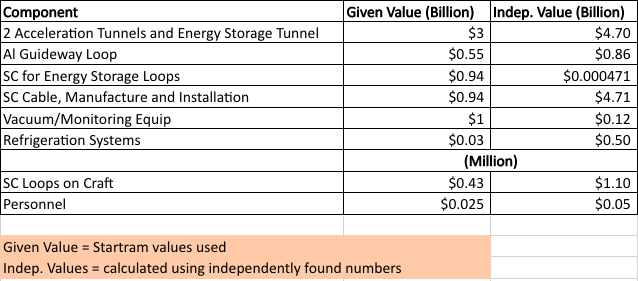 Component Given Value (Billion) Indep. Value (Billion)
2 Acceleration Tunnels and Energy Storage Tunnel $3 $4.70
Al Guideway Loop $0.55 $0.86
SC for Energy Storage Loops $0.94 $0.000471
SC Cable, Manufacture and Installation $0.94 $4.71
Vacuum/Monitoring Equip $1 $0.12
Refrigeration Systems $0.03 $0.50
(Million)
SC Loops on Craft $0.43 $1.10
Personnel $0.025 $0.05
Given Value = Startram values used
Indep. Values = calculated using independently found numbers